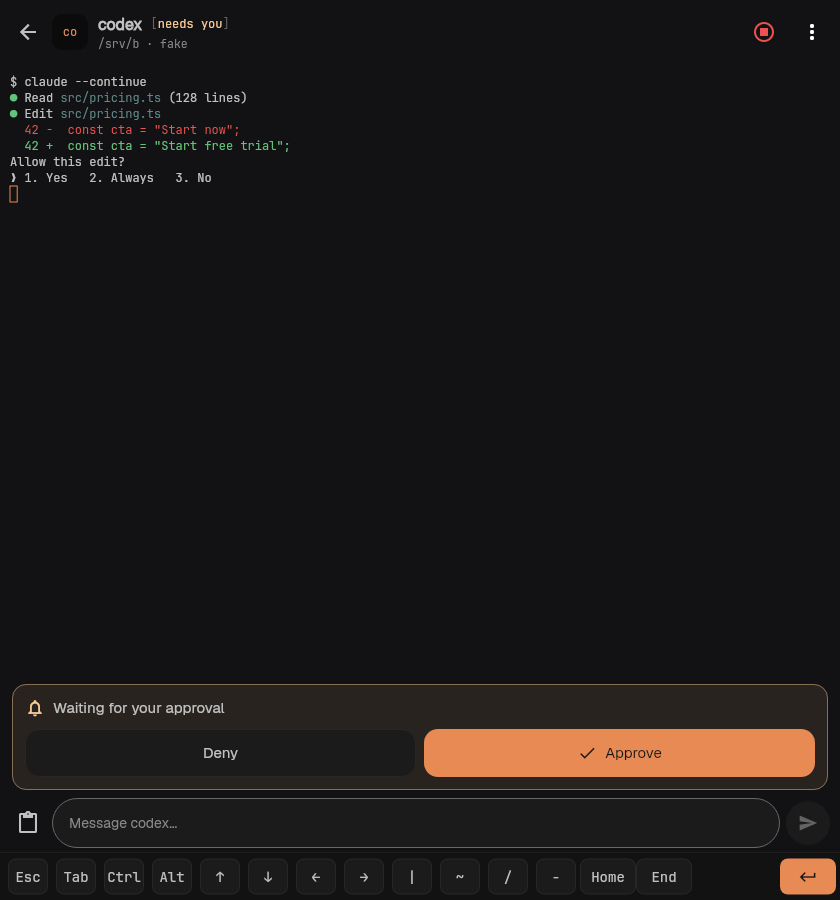 co
codex [needs you]
/srv/b · fake
$ claude --continue
● Read src/pricing.ts (128 lines)
● Edit src/pricing.ts
42 -  const cta = "Start now";
42 +  const cta = "Start free trial";
Allow this edit?
❯ 1. Yes   2. Always   3. No
Waiting for your approval
Deny
Approve
Message codex…
Esc Tab Ctrl Alt ↑ ↓ ← → | ~ / - Home End